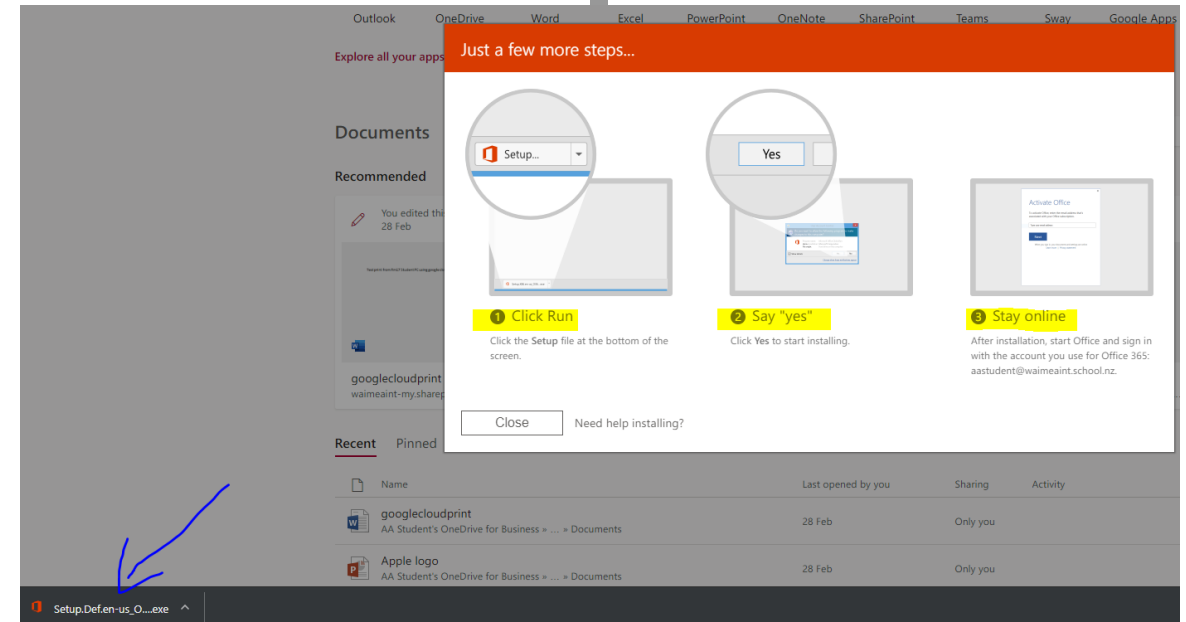 Outlook OneDrive Word Excel PowerPoint OneNote SharePoint Teams Sway Google Apps
Explore all your apps
Just a few more steps...
Setup...
Yes
Activate Office
Documents
Recommended
You edited thi
28 Feb
1 Click Run
Click the Setup file at the bottom of the
screen.
2 Say "yes"
Click Yes to start installing.
3 Stay online
After installation, start Office and sign in
with the account you use for Office 365:
aastudent@waimeaint.school.nz.
googlecloudprint
waimeaint-my.sharep
Close
Need help installing?
Recent Pinned
Name Last opened by you Sharing Activity
googlecloudprint
AA Student's OneDrive for Business » ... » Documents
28 Feb
Only you
Apple logo
AA Student's OneDrive for Business » ... » Documents
28 Feb
Only you
Setup.Def.en-us_O....exe